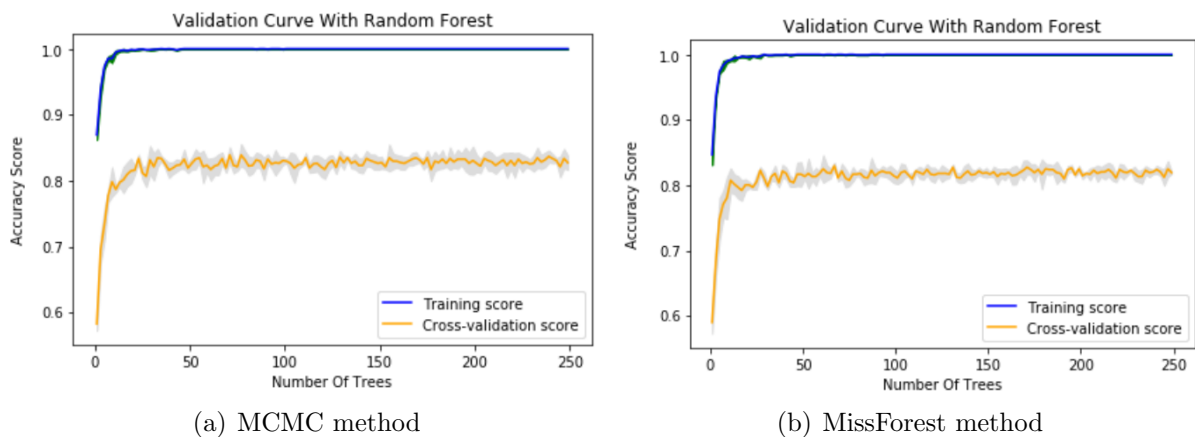 Validation Curve With Random Forest
1.0
0.9
0.8
0.7
0.6
Accuracy Score
Training score
Cross-validation score
0
50
100
150
200
250
Number Of Trees
(a) MCMC method
Validation Curve With Random Forest
1.0
0.9
0.8
0.7
0.6
Accuracy Score
Training score
Cross-validation score
0
50
100
150
200
250
Number Of Trees
(b) MissForest method